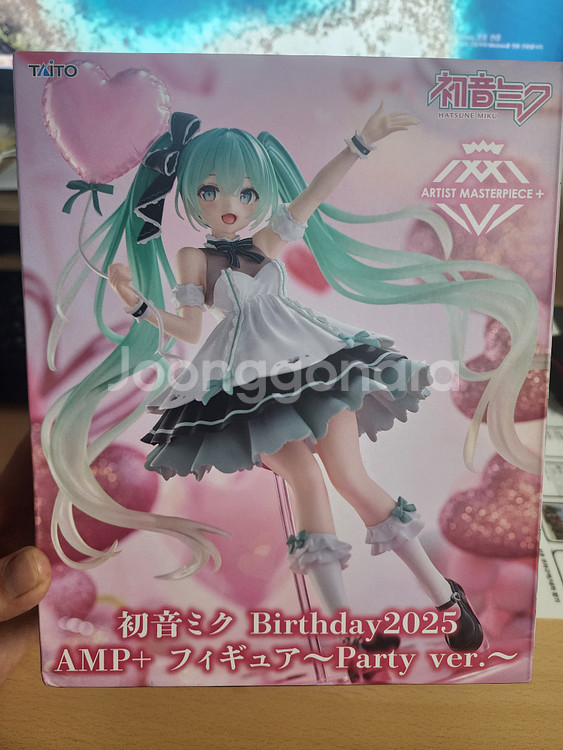 TAITO
初音ミク
HATSUNE MIKU
ARTIST MASTERPIECE+
Joonggonara
初音ミク Birthday2025
AMP+ フィギュア～Party ver.～